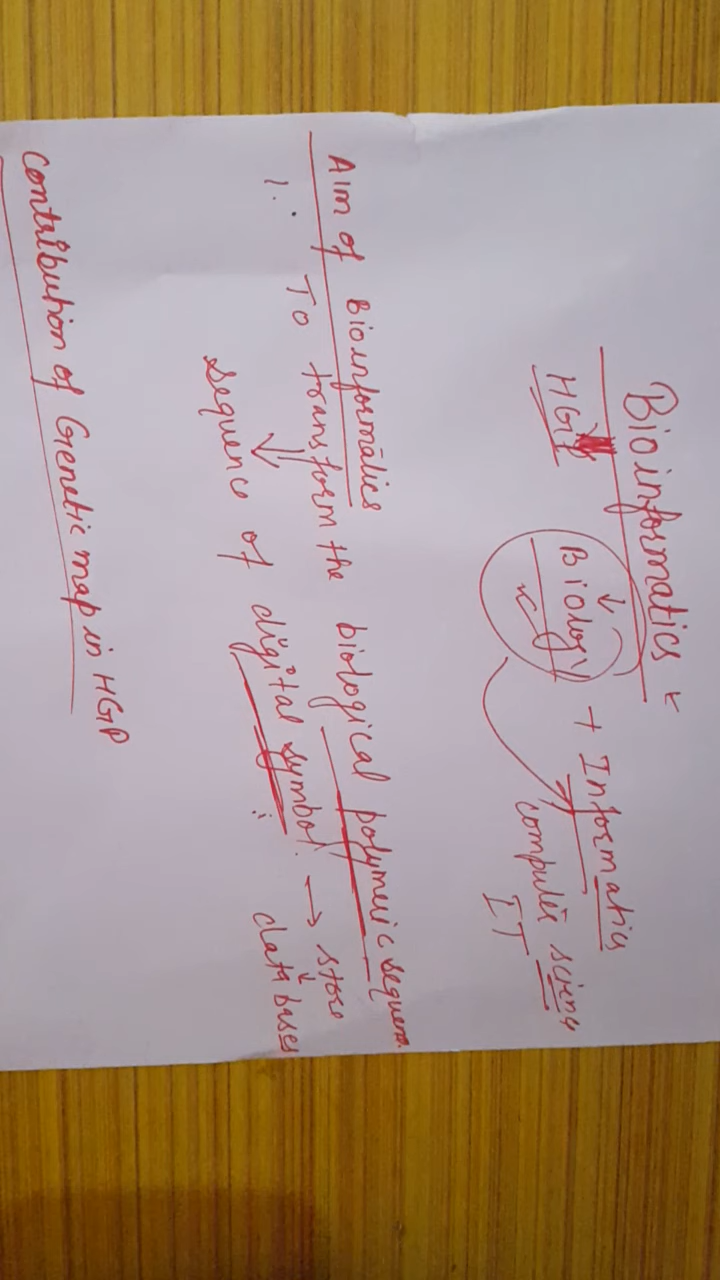 Bioinformatics
HGP
Biology + Informatics
computer science
IT
Aim of Bioinformatics
1. To transform the biological polymeric sequence.
sequence of digital symbol. → store
data bases
Contribution of Genetic map in HGP